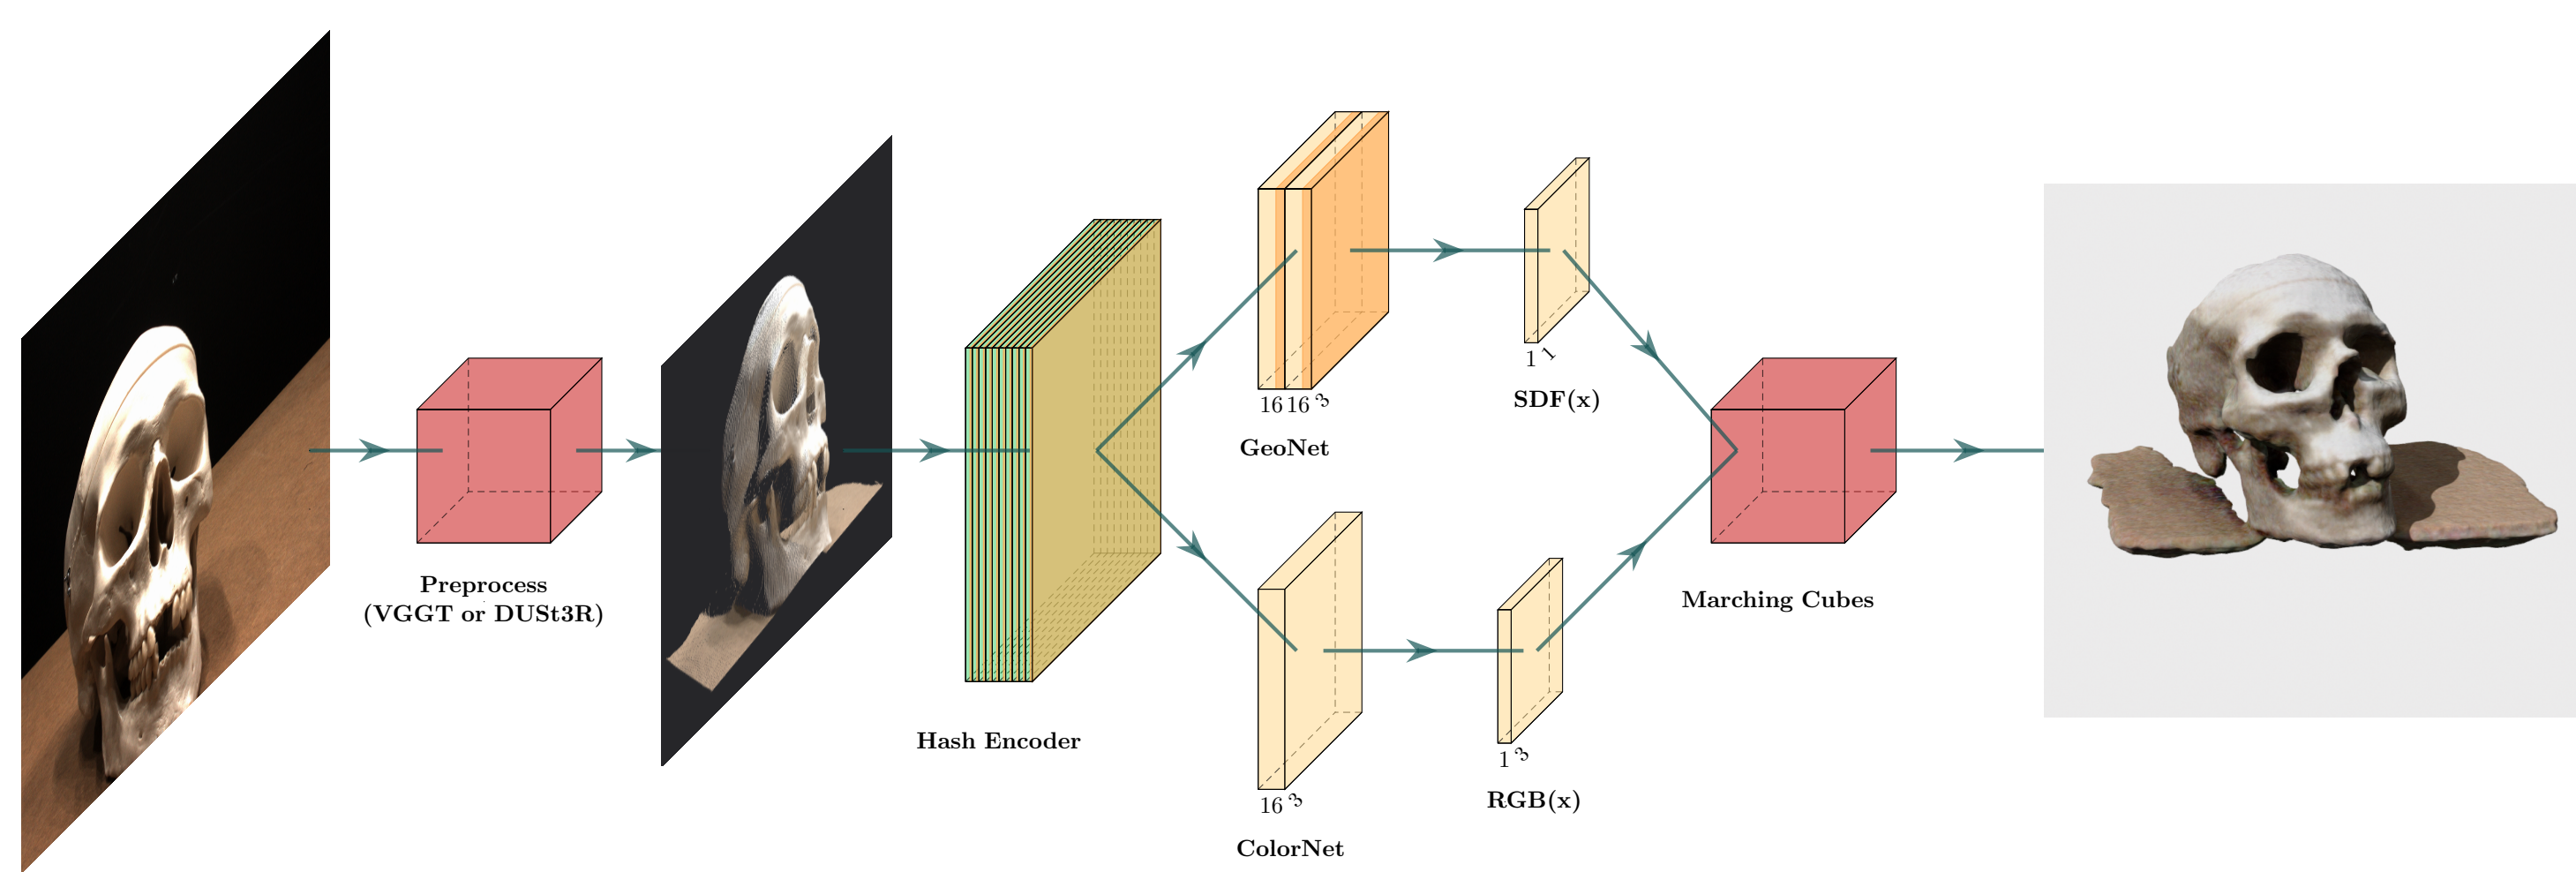 Preprocess
(VGGT or DUSt3R)
Hash Encoder
16 16 3
GeoNet
1 1
SDF(x)
16 3
ColorNet
1 3
RGB(x)
Marching Cubes